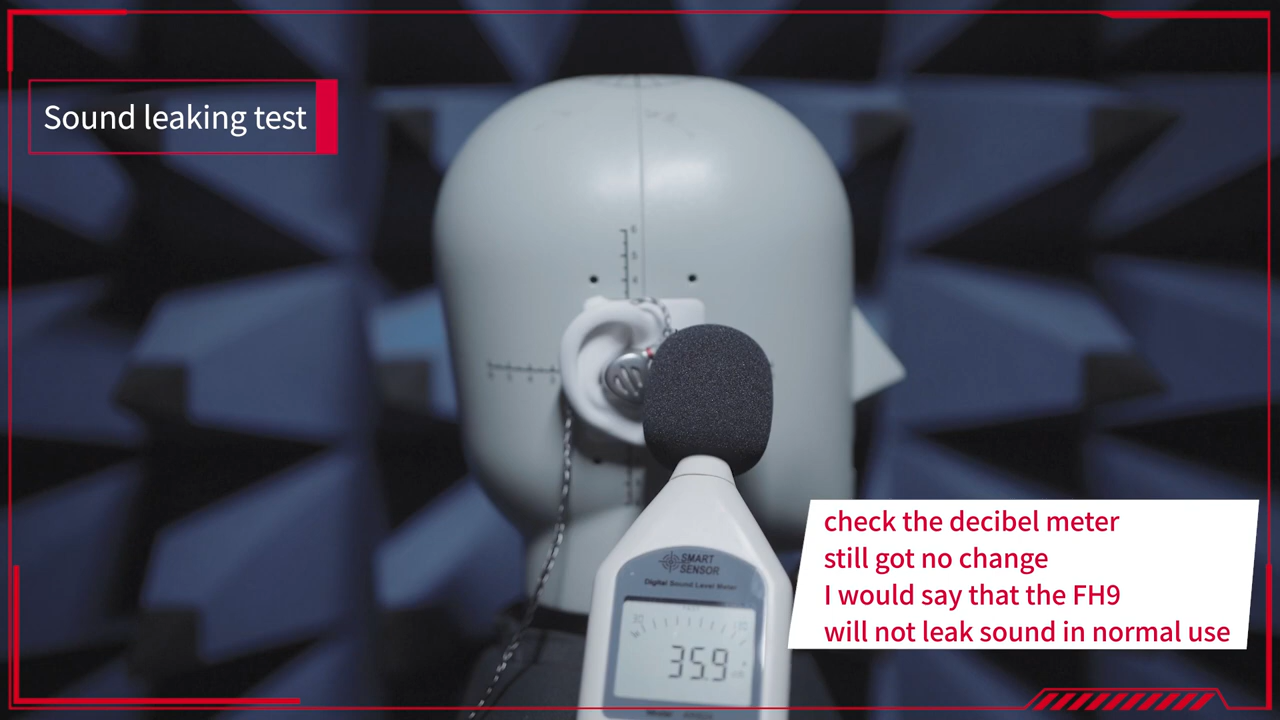 Sound leaking test
check the decibel meter
still got no change
I would say that the FH9
will not leak sound in normal use
SMART
SENSOR
Digital Sound Level Meter
35.9